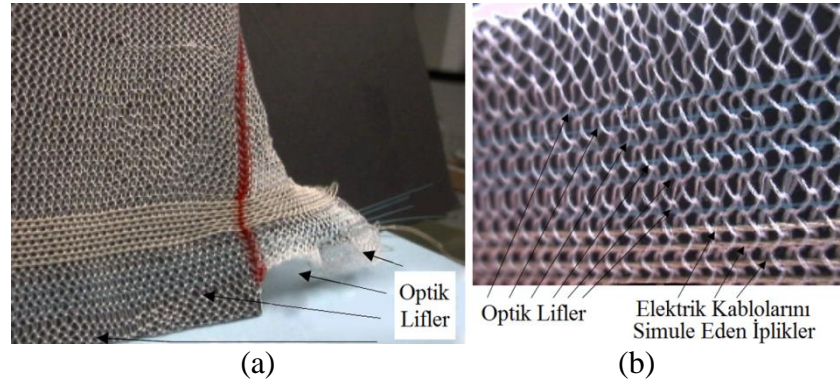 Optik
Lifler
(a)
Optik Lifler
Elektrik Kablolarını
Simule Eden İplikler
(b)